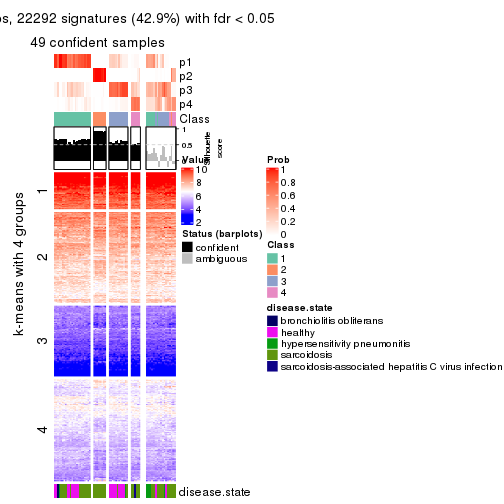 os, 22292 signatures (42.9%) with fdr < 0.05
49 confident samples
p1
p2
p3
p4
Class
1
0.5
0
Silhouette
score
k-means with 4 groups
1
2
3
4
Value
10
8
6
4
2
Status (barplots)
confident
ambiguous
Prob
1
0.8
0.6
0.4
0.2
0
Class
1
2
3
4
disease.state
bronchiolitis obliterans
healthy
hypersensitivity pneumonitis
sarcoidosis
sarcoidosis-associated hepatitis C virus infection
disease.state